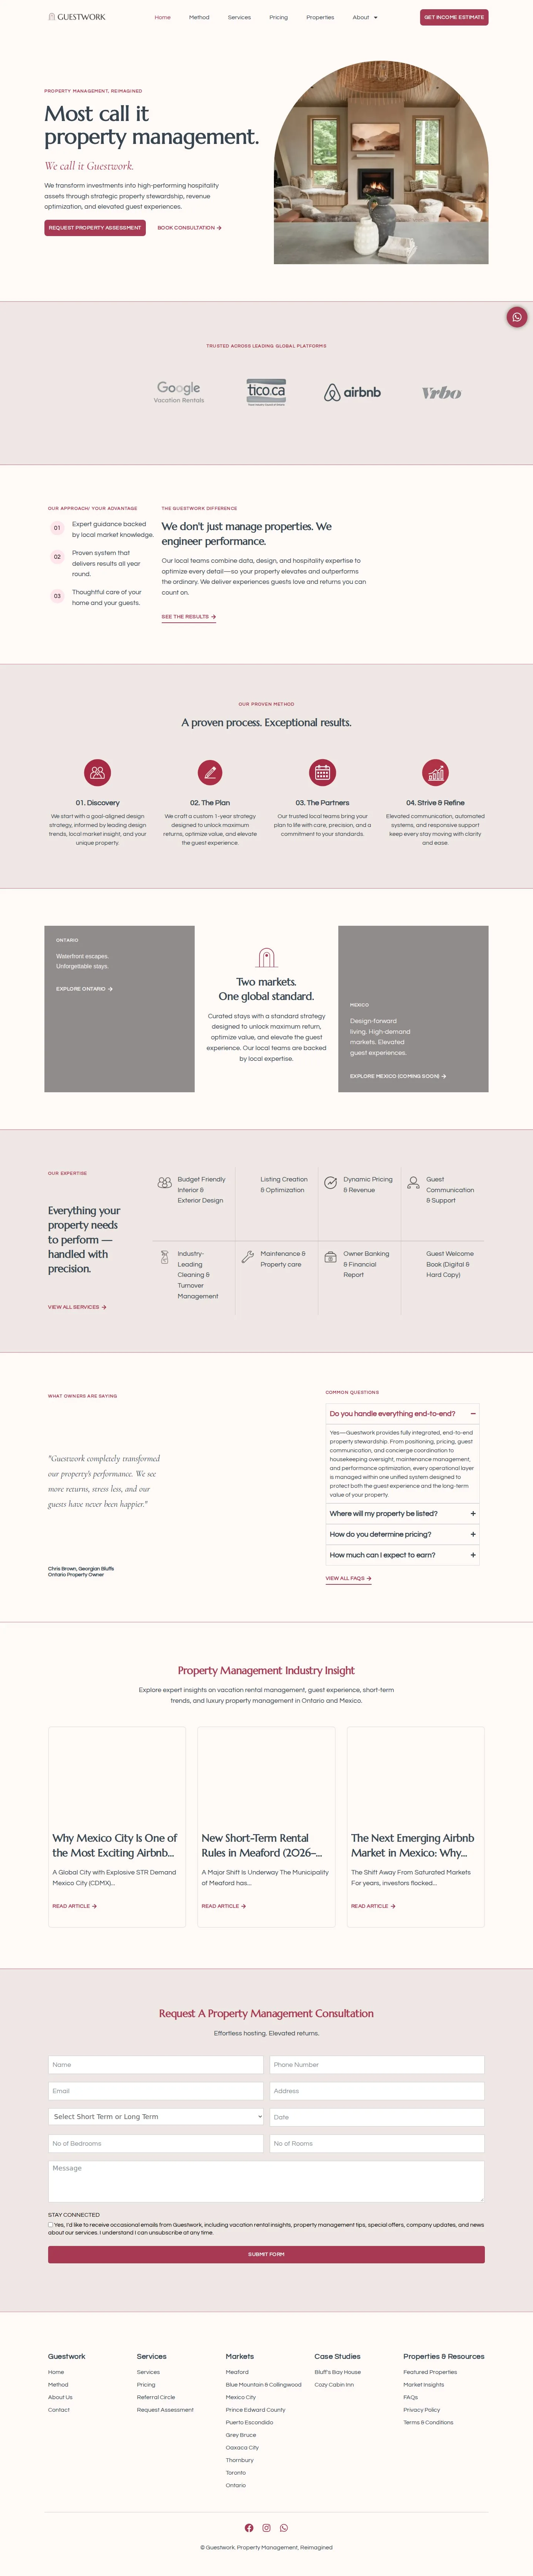 GUESTWORK
Home
Method
Services
Pricing
Properties
About
GET INCOME ESTIMATE
PROPERTY MANAGEMENT, REIMAGINED
Most call it
property management.
We call it Guestwork.
We transform investments into high-performing hospitality
assets through strategic property stewardship, revenue
optimization, and elevated guest experiences.
REQUEST PROPERTY ASSESSMENT
BOOK CONSULTATION
TRUSTED ACROSS LEADING GLOBAL PLATFORMS
Google
Vacation Rentals
tico.ca
airbnb
Vrbo
OUR APPROACH/ YOUR ADVANTAGE
01
Expert guidance backed
by local market knowledge.
02
Proven system that
delivers results all year
round.
03
Thoughtful care of your
home and your guests.
THE GUESTWORK DIFFERENCE
We don't just manage properties. We
engineer performance.
Our local teams combine data, design, and hospitality expertise to
optimize every detail—so your property elevates and outperforms
the ordinary. We deliver experiences guests love and returns you can
count on.
SEE THE RESULTS
OUR PROVEN METHOD
A proven process. Exceptional results.
01. Discovery
We start with a goal-aligned design
strategy, informed by leading design
trends, local market insight, and your
unique property.
02. The Plan
We craft a custom 1-year strategy
designed to unlock maximum
returns, optimize value, and elevate
the guest experience.
03. The Partners
Our trusted local teams bring your
plan to life with care, precision, and a
commitment to your standards.
04. Strive & Refine
Elevated communication, automated
systems, and responsive support
keep every stay moving with clarity
and ease.
ONTARIO
Waterfront escapes.
Unforgettable stays.
EXPLORE ONTARIO
Two markets.
One global standard.
Curated stays with a standard strategy
designed to unlock maximum return,
optimize value, and elevate the guest
experience. Our local teams are backed
by local expertise.
MEXICO
Design-forward
living. High-demand
markets. Elevated
guest experiences.
EXPLORE MEXICO (COMING SOON)
OUR EXPERTISE
Everything your
property needs
to perform —
handled with
precision.
VIEW ALL SERVICES
Budget Friendly
Interior &
Exterior Design
Listing Creation
& Optimization
Dynamic Pricing
& Revenue
Guest
Communication
& Support
Industry-
Leading
Cleaning &
Turnover
Management
Maintenance &
Property care
Owner Banking
& Financial
Report
Guest Welcome
Book (Digital &
Hard Copy)
WHAT OWNERS ARE SAYING
"Guestwork completely transformed
our property's performance. We see
more returns, stress less, and our
guests have never been happier."
Chris Brown, Georgian Bluffs
Ontario Property Owner
COMMON QUESTIONS
Do you handle everything end-to-end?
Yes—Guestwork provides fully integrated, end-to-end
property stewardship. From positioning, pricing, guest
communication, and concierge coordination to
housekeeping oversight, maintenance management,
and performance optimization, every operational layer
is managed within one unified system designed to
protect both the guest experience and the long-term
value of your property.
Where will my property be listed?
How do you determine pricing?
How much can I expect to earn?
VIEW ALL FAQS
Property Management Industry Insight
Explore expert insights on vacation rental management, guest experience, short-term
trends, and luxury property management in Ontario and Mexico.
Why Mexico City Is One of
the Most Exciting Airbnb...
A Global City with Explosive STR Demand
Mexico City (CDMX)...
READ ARTICLE
New Short-Term Rental
Rules in Meaford (2026-...
A Major Shift Is Underway The Municipality
of Meaford has...
READ ARTICLE
The Next Emerging Airbnb
Market in Mexico: Why...
The Shift Away From Saturated Markets
For years, investors flocked...
READ ARTICLE
Request A Property Management Consultation
Effortless hosting. Elevated returns.
Name
Phone Number
Email
Address
Select Short Term or Long Term
Date
No of Bedrooms
No of Rooms
Message
STAY CONNECTED
Yes, I'd like to receive occasional emails from Guestwork, including vacation rental insights, property management tips, special offers, company updates, and news
about our services. I understand I can unsubscribe at any time.
SUBMIT FORM
Guestwork
Home
Method
About Us
Contact
Services
Services
Pricing
Referral Circle
Request Assessment
Markets
Meaford
Blue Mountain & Collingwood
Mexico City
Prince Edward County
Puerto Escondido
Grey Bruce
Oaxaca City
Thornbury
Toronto
Ontario
Case Studies
Bluff's Bay House
Cozy Cabin Inn
Properties & Resources
Featured Properties
Market Insights
FAQs
Privacy Policy
Terms & Conditions
© Guestwork. Property Management, Reimagined